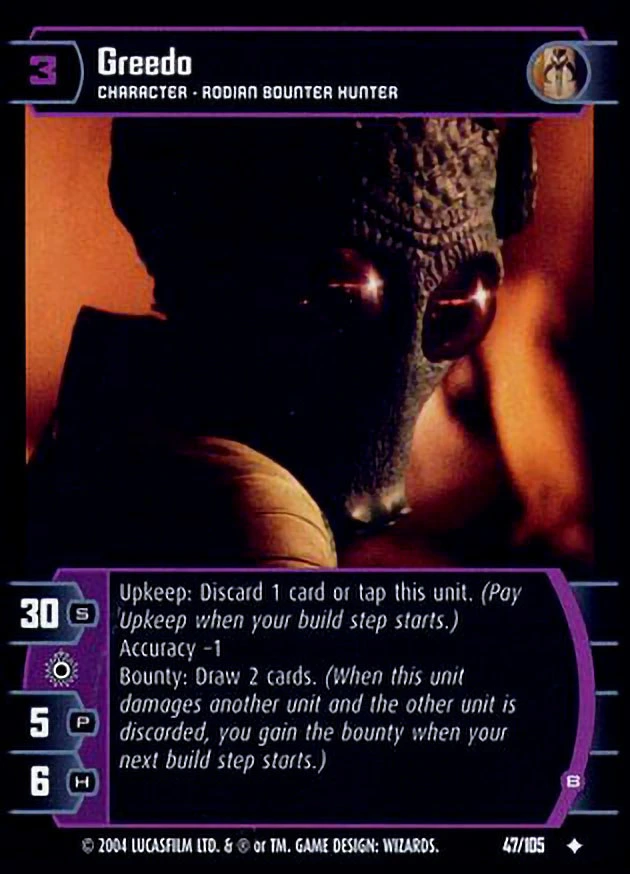 3
Greedo
CHARACTER - RODIAN BOUNTER HUNTER
30 S
5 P
6 H
Upkeep: Discard 1 card or tap this unit. (Pay
Upkeep when your build step starts.)
Accuracy -1
Bounty: Draw 2 cards. (When this unit
damages another unit and the other unit is
discarded, you gain the bounty when your
next build step starts.)
B
© 2004 LUCASFILM LTD. & ® or TM. GAME DESIGN: WIZARDS.
47/105